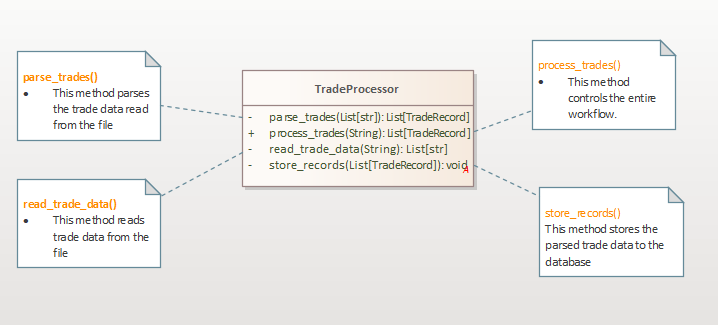 parse_trades()
• This method parses
the trade data read
from the file
process_trades()
• This method
controls the entire
workflow.
TradeProcessor
- parse_trades(List[str]): List[TradeRecord]
+ process_trades(String): List[TradeRecord]
- read_trade_data(String): List[str]
- store_records(List[TradeRecord]): void
A
read_trade_data()
• This method reads
trade data from the
file
store_records()
This method stores the
parsed trade data to the
database